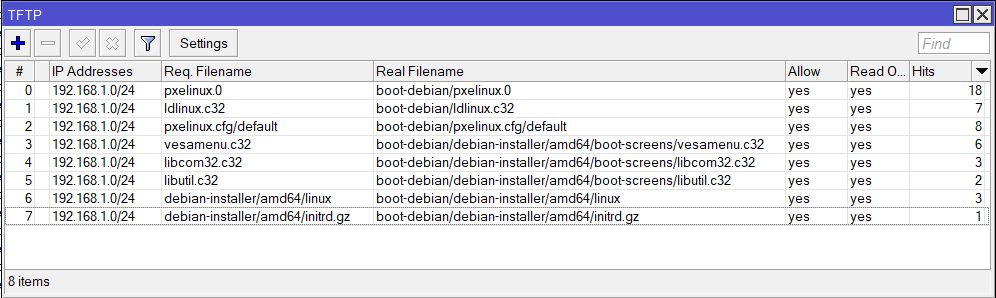 TFTP
Settings
Find
# IP Addresses Req. Filename Real Filename Allow Read O... Hits
0 192.168.1.0/24 pxelinux.0 boot-debian/pxelinux.0 yes yes 18
1 192.168.1.0/24 ldlinux.c32 boot-debian/ldlinux.c32 yes yes 7
2 192.168.1.0/24 pxelinux.cfg/default boot-debian/pxelinux.cfg/default yes yes 8
3 192.168.1.0/24 vesamenu.c32 boot-debian/debian-installer/amd64/boot-screens/vesamenu.c32 yes yes 6
4 192.168.1.0/24 libcom32.c32 boot-debian/debian-installer/amd64/boot-screens/libcom32.c32 yes yes 3
5 192.168.1.0/24 libutil.c32 boot-debian/debian-installer/amd64/boot-screens/libutil.c32 yes yes 2
6 192.168.1.0/24 debian-installer/amd64/linux boot-debian/debian-installer/amd64/linux yes yes 3
7 192.168.1.0/24 debian-installer/amd64/initrd.gz boot-debian/debian-installer/amd64/initrd.gz yes yes 1
8 items